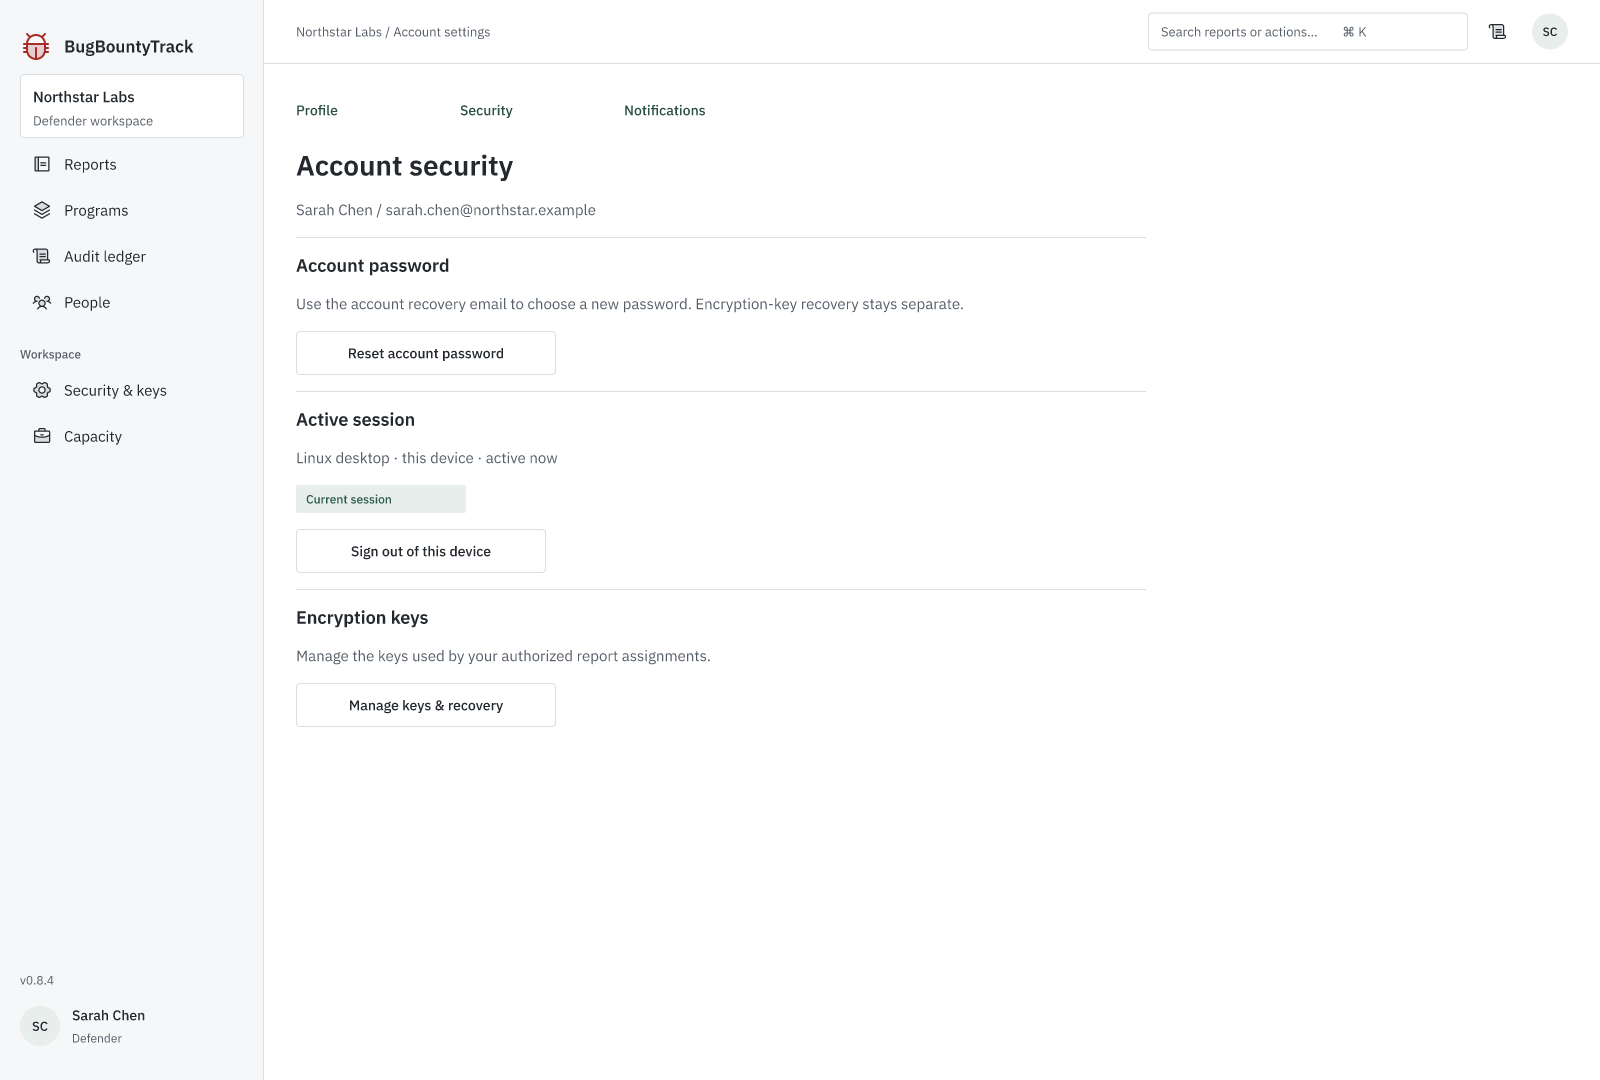 BugBountyTrack
Northstar Labs
Defender workspace
Reports
Programs
Audit ledger
People
Workspace
Security & keys
Capacity
v0.8.4
SC
Sarah Chen
Defender
Northstar Labs / Account settings
Search reports or actions... ⌘ K
SC
Profile Security Notifications
Account security
Sarah Chen / sarah.chen@northstar.example
Account password
Use the account recovery email to choose a new password. Encryption-key recovery stays separate.
Reset account password
Active session
Linux desktop · this device · active now
Current session
Sign out of this device
Encryption keys
Manage the keys used by your authorized report assignments.
Manage keys & recovery